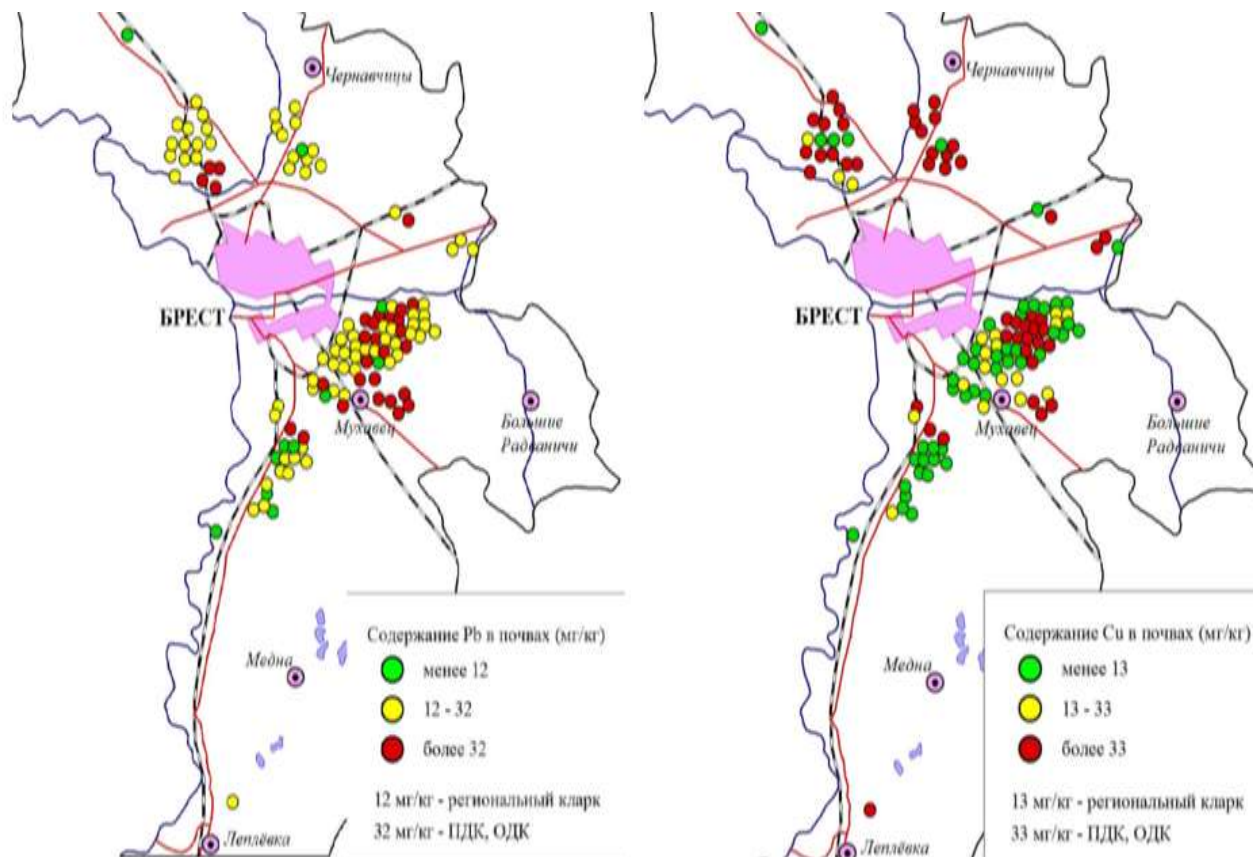 Чернавчицы
БРЕСТ
Мухавец
Большие
Радваничи
Медна
Леплёвка
Содержание Pb в почвах (мг/кг)
менее 12
12 - 32
более 32
12 мг/кг - региональный кларк
32 мг/кг - ПДК, ОДК
Чернавчицы
БРЕСТ
Мухавец
Большие
Радваничи
Медна
Леплёвка
Содержание Cu в почвах (мг/кг)
менее 13
13 - 33
более 33
13 мг/кг - региональный кларк
33 мг/кг - ПДК, ОДК